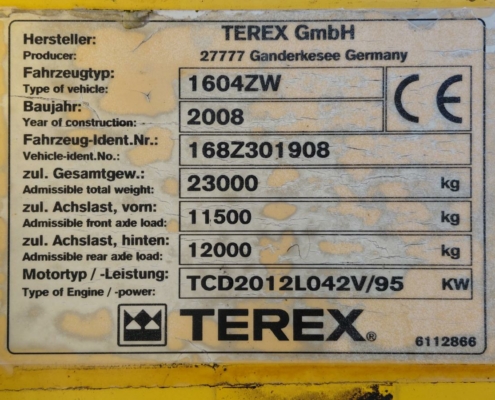 Hersteller: TEREX GmbH
Producer: 27777 Ganderkesee Germany
Fahrzeugtyp: 1604ZW
Type of vehicle:
Baujahr: 2008
Year of construction:
Fahrzeug-Ident.Nr.: 168Z301908
Vehicle-ident.No.:
zul. Gesamtgew.: 23000 kg
Admissible total weight:
zul. Achslast, vorn: 11500 kg
Admissible front axle load:
zul. Achslast, hinten: 12000 kg
Admissible rear axle load:
Motortyp / -Leistung: TCD2012L042V/95 KW
Type of Engine / -power:
CE
TEREX®
6112866